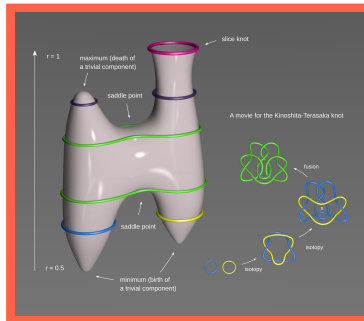 slice knot
r = 1
maximum (death of
a trivial component)
saddle point
A movie for the Kinoshita-Terasaka knot
fusion
saddle point
isotopy
minimum (birth of
a trivial component)
r = 0.5
isotopy